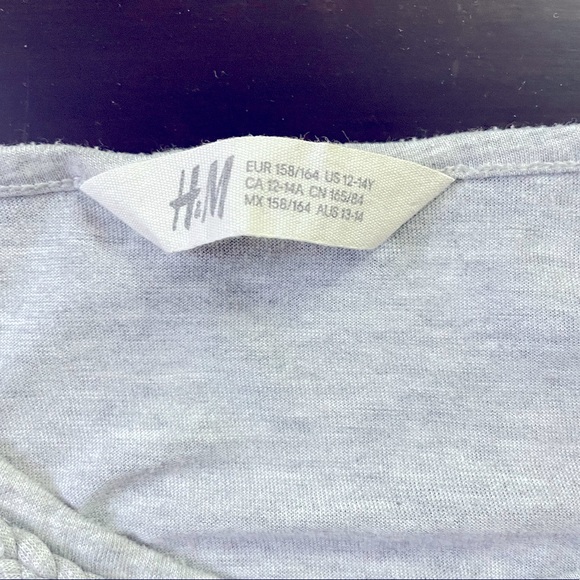 H&M
EUR 158/164 US 12-14Y
CA 12-14A CN 165/84
MX 158/164 AUS 13-14